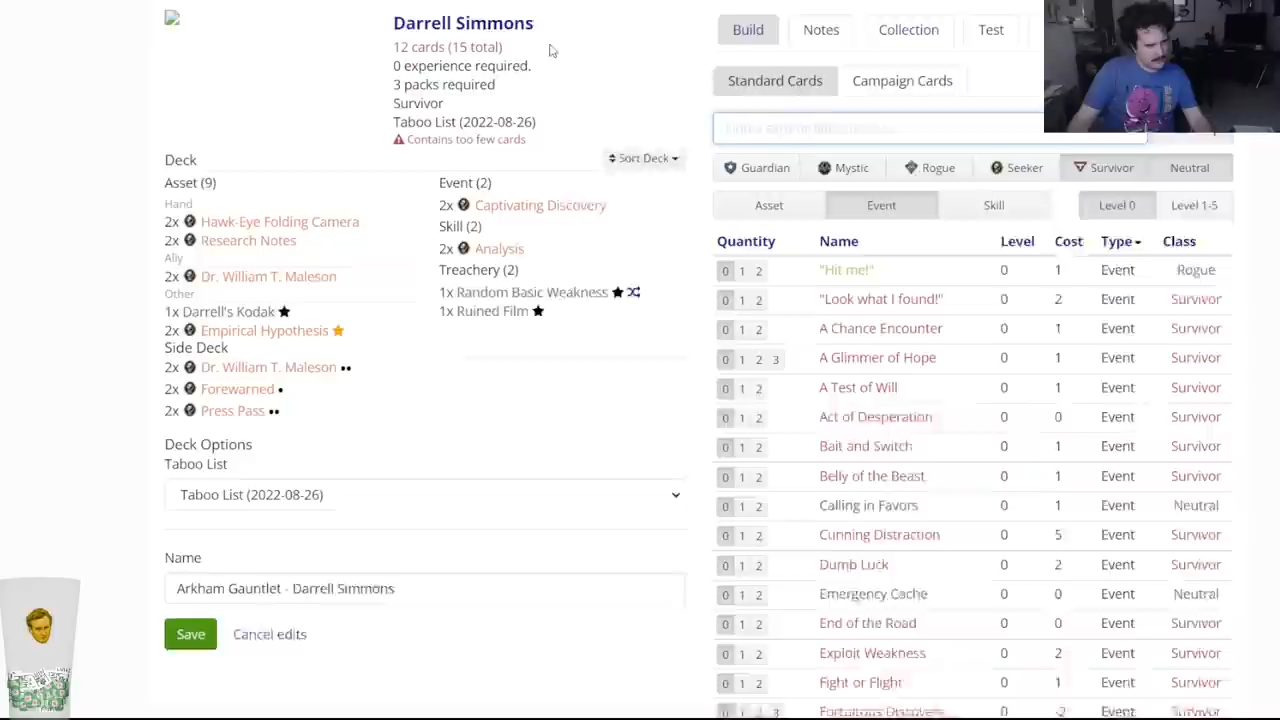 Darrell Simmons
12 cards (15 total)
0 experience required.
3 packs required
Survivor
Taboo List (2022-08-26)
Contains too few cards
Deck
Sort Deck
Asset (9)
Hand
2x Hawk-Eye Folding Camera
2x Research Notes
Ally
2x Dr. William T. Maleson
Other
1x Darrell's Kodak
2x Empirical Hypothesis
Side Deck
2x Dr. William T. Maleson
2x Forewarned
2x Press Pass
Event (2)
2x Captivating Discovery
Skill (2)
2x Analysis
Treachery (2)
1x Random Basic Weakness
1x Ruined Film
Deck Options
Taboo List
Taboo List (2022-08-26)
Name
Arkham Gauntlet - Darrell Simmons
Save Cancel edits
Build Notes Collection Test
Standard Cards Campaign Cards
Guardian Mystic Rogue Seeker Survivor Neutral
Asset Event Skill Level 0 Level 1-5
Quantity Name Level Cost Type Class
0 1 2 "Hit me!" 0 1 Event Rogue
0 1 2 "Look what I found!" 0 2 Event Survivor
0 1 2 A Chance Encounter 0 1 Event Survivor
0 1 2 3 A Glimmer of Hope 0 1 Event Survivor
0 1 2 A Test of Will 0 1 Event Survivor
0 1 2 Act of Desperation 0 0 Event Survivor
0 1 2 Bait and Switch 0 1 Event Survivor
0 1 2 Belly of the Beast 0 1 Event Survivor
0 1 2 Calling in Favors 0 1 Event Neutral
0 1 2 Cunning Distraction 0 5 Event Survivor
0 1 2 Dumb Luck 0 2 Event Survivor
0 1 2 Emergency Cache 0 0 Event Neutral
0 1 2 End of the Road 0 0 Event Survivor
0 1 2 Exploit Weakness 0 2 Event Survivor
0 1 2 Fight or Flight 0 1 Event Survivor
0 1 2 3 0 Event